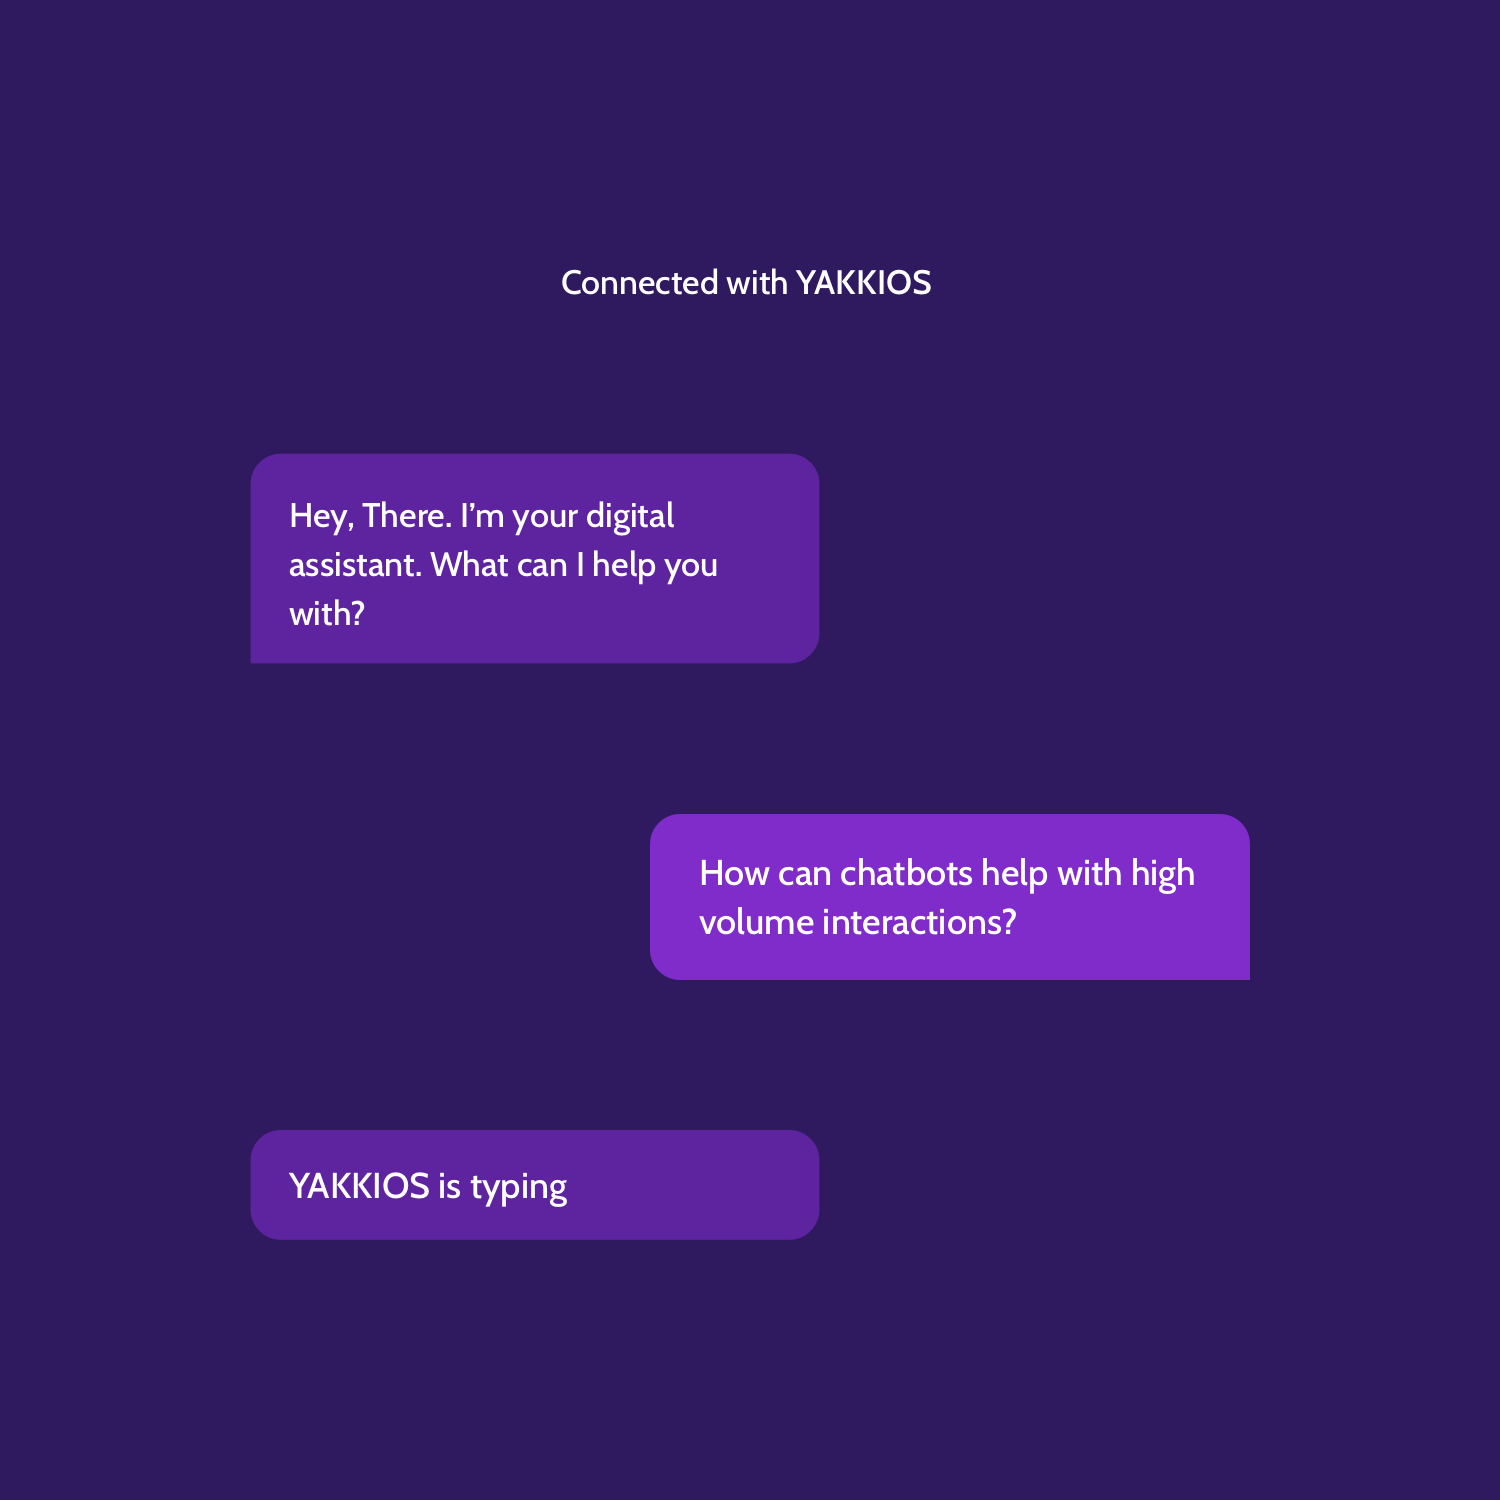 Connected with YAKKIOS
Hey, There. I’m your digital
assistant. What can I help you
with?
How can chatbots help with high
volume interactions?
YAKKIOS is typing